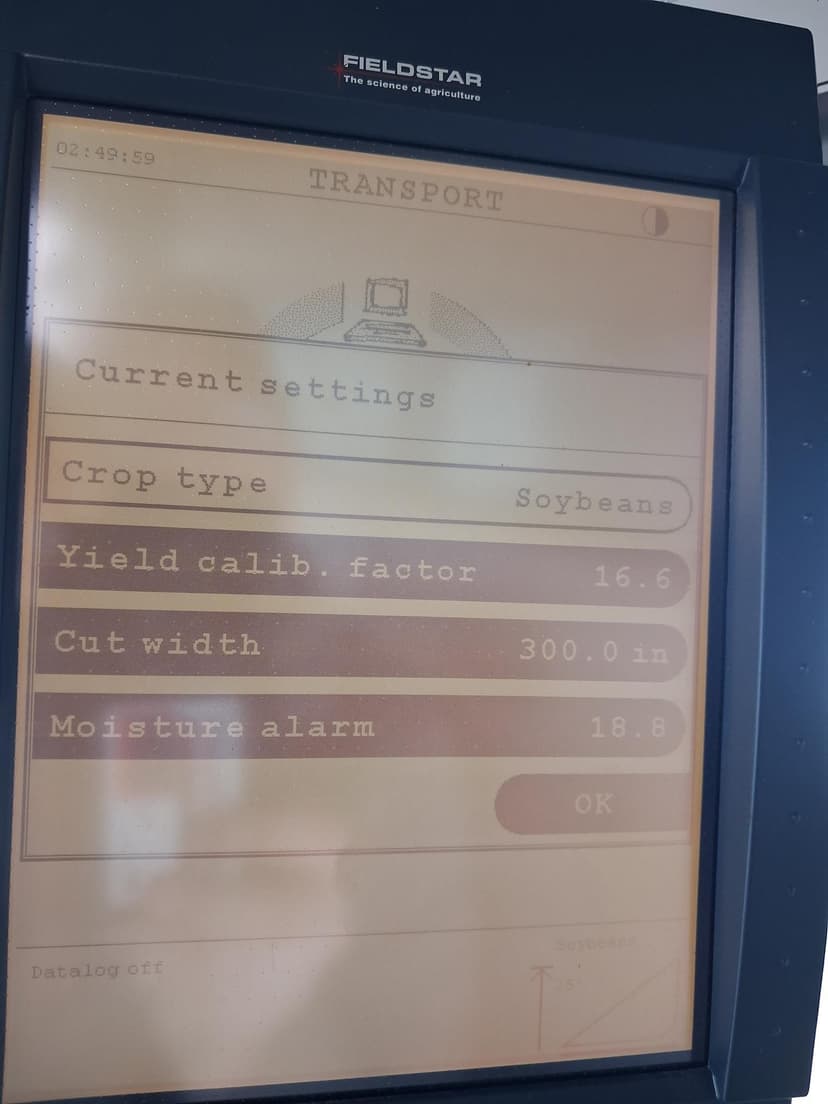 FIELDSTAR
The science of agriculture
02:49:59
TRANSPORT
Current settings
Crop type Soybeans
Yield calib. factor 16.6
Cut width 300.0 in
Moisture alarm 18.8
OK
Soybeans
Datalog off